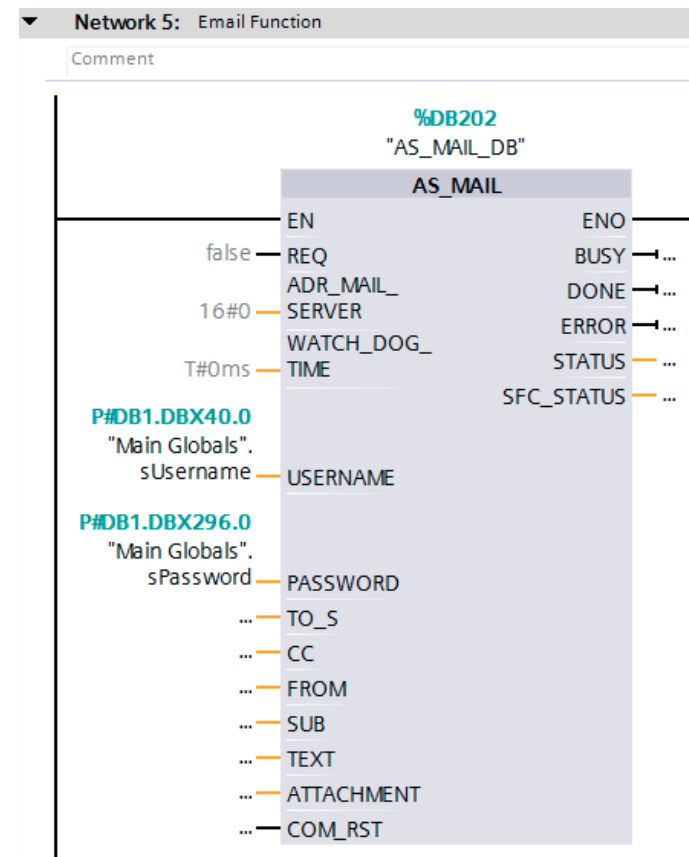 Network 5: Email Function
Comment
%DB202
"AS_MAIL_DB"
AS_MAIL
EN ENO
false REQ BUSY ...
16#0 ADR_MAIL_
SERVER DONE ...
ERROR ...
T#0ms WATCH_DOG_
TIME STATUS ...
SFC_STATUS ...
P#DB1.DBX40.0
"Main Globals".
sUsername USERNAME
P#DB1.DBX296.0
"Main Globals".
sPassword PASSWORD
... TO_S
... CC
... FROM
... SUB
... TEXT
... ATTACHMENT
... COM_RST